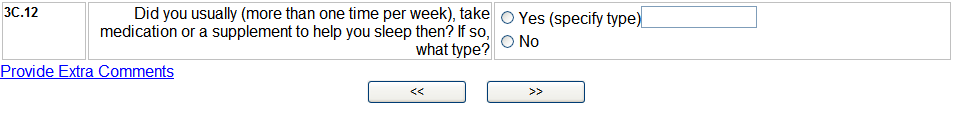 3C.12
Did you usually (more than one time per week), take
medication or a supplement to help you sleep then? If so,
what type?
Yes (specify type)
No
Provide Extra Comments
<<
>>